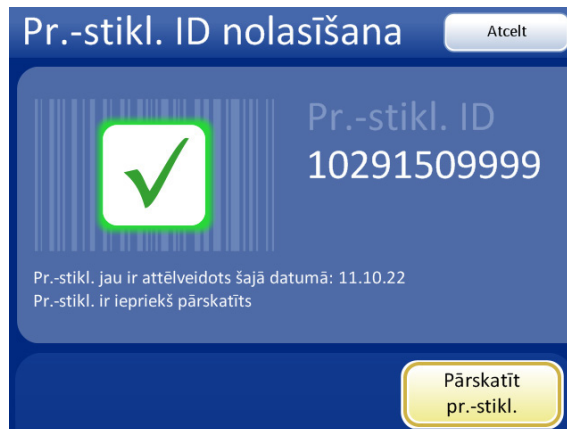 Pr.-stikl. ID nolasīšana
Atcelt
Pr.-stikl. ID
10291509999
Pr.-stikl. jau ir attēlveidots šajā datumā: 11.10.22
Pr.-stikl. ir iepriekš pārskatīts
Pārskatīt
pr.-stikl.